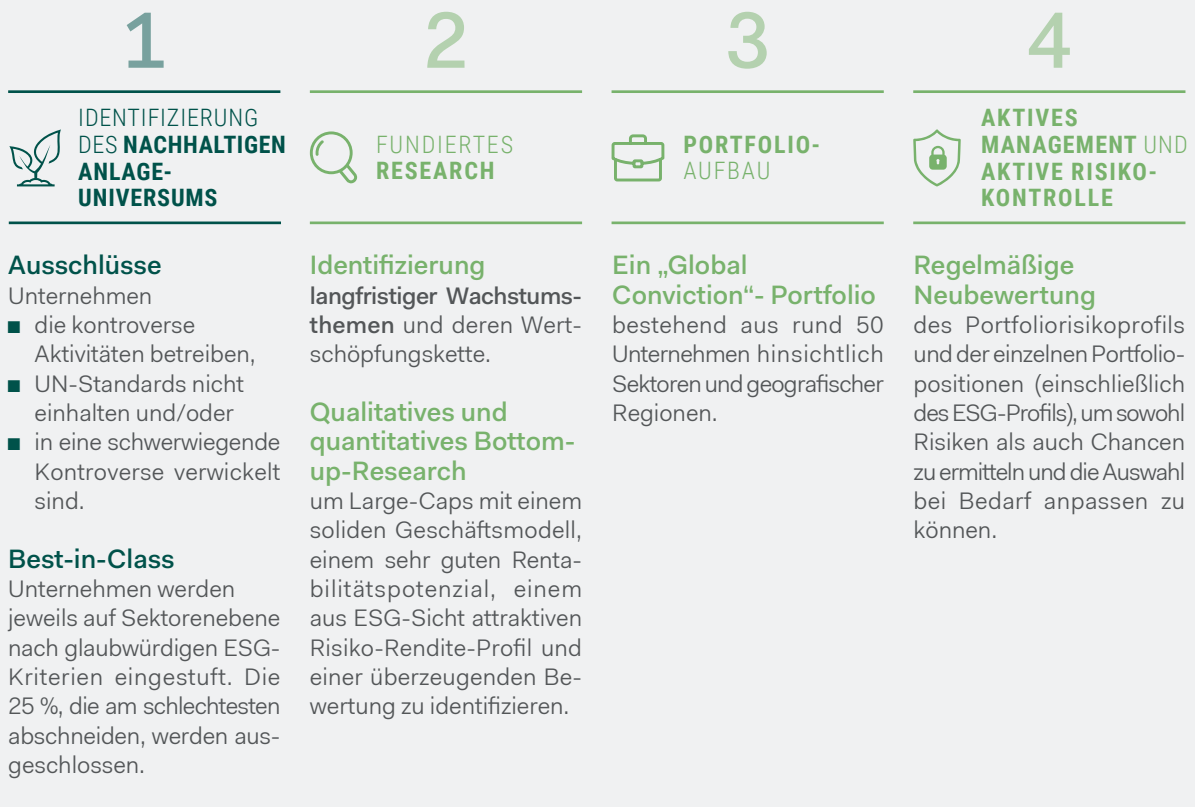 1
IDENTIFIZIERUNG
DES NACHHALTIGEN
ANLAGE-
UNIVERSUMS
Ausschlüsse
Unternehmen
■ die kontroverse
Aktivitäten betreiben,
■ UN-Standards nicht
einhalten und/oder
■ in eine schwerwiegende
Kontroverse verwickelt
sind.
Best-in-Class
Unternehmen werden
jeweils auf Sektorenebene
nach glaubwürdigen ESG-
Kriterien eingestuft. Die
25 %, die am schlechtesten
abschneiden, werden aus-
geschlossen.
2
FUNDIERTES
RESEARCH
Identifizierung
langfristiger Wachstums-
themen und deren Wert-
schöpfungskette.
Qualitatives und
quantitatives Bottom-
up-Research
um Large-Caps mit einem
soliden Geschäftsmodell,
einem sehr guten Renta-
bilitätspotenzial, einem
aus ESG-Sicht attraktiven
Risiko-Rendite-Profil und
einer überzeugenden Be-
wertung zu identifizieren.
3
PORTFOLIO-
AUFBAU
Ein „Global
Conviction“- Portfolio
bestehend aus rund 50
Unternehmen hinsichtlich
Sektoren und geografischer
Regionen.
4
AKTIVES
MANAGEMENT UND
AKTIVE RISIKO-
KONTROLLE
Regelmäßige
Neubewertung
des Portfoliorisikoprofils
und der einzelnen Portfolio-
positionen (einschließlich
des ESG-Profils), um sowohl
Risiken als auch Chancen
zu ermitteln und die Auswahl
bei Bedarf anpassen zu
können.